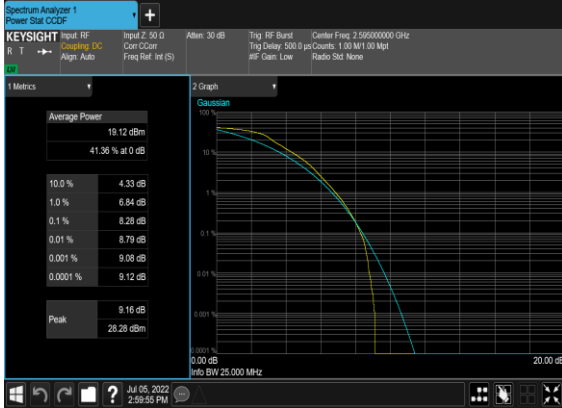 Spectrum Analyzer 1
Power Stat CCDF
+
KEYSIGHT
R T
LXI
Input: RF
Coupling: DC
Align: Auto
Input Z: 50 Ω
Corr CCorr
Freq Ref: Int (S)
Atten: 30 dB
Trig: RF Burst
Trig Delay: 500.0 µs
#IF Gain: Low
Center Freq: 2.595000000 GHz
Counts: 1.00 M/1.00 Mpt
Radio Std: None
1 Metrics
Average Power
19.12 dBm
41.36 % at 0 dB
10.0 % 4.33 dB
1.0 % 6.84 dB
0.1 % 8.28 dB
0.01 % 8.79 dB
0.001 % 9.08 dB
0.0001 % 9.12 dB
Peak
9.16 dB
28.28 dBm
2 Graph
Gaussian
100 %
10 %
1 %
0.1 %
0.01 %
0.001 %
0.0001 %
0.00 dB
20.00 dB
Info BW 25.000 MHz
?
Jul 05, 2022
2:59:55 PM